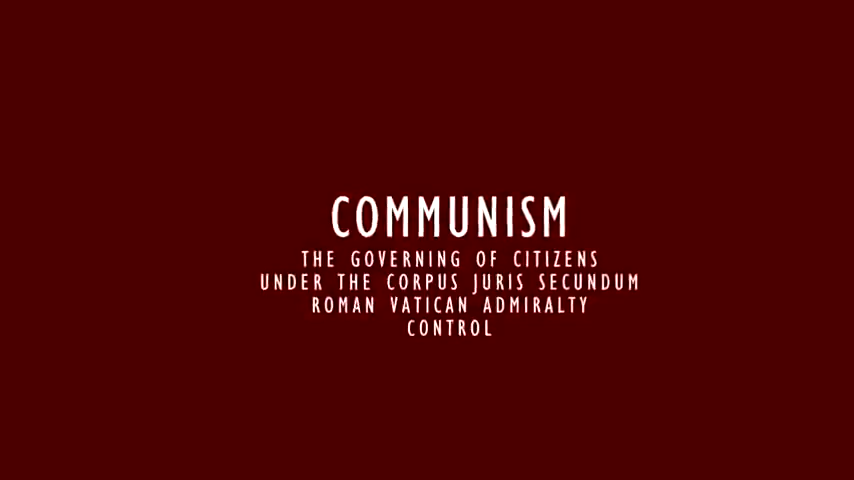 COMMUNISM
THE GOVERNING OF CITIZENS
UNDER THE CORPUS JURIS SECUNDUM
ROMAN VATICAN ADMIRALTY
CONTROL